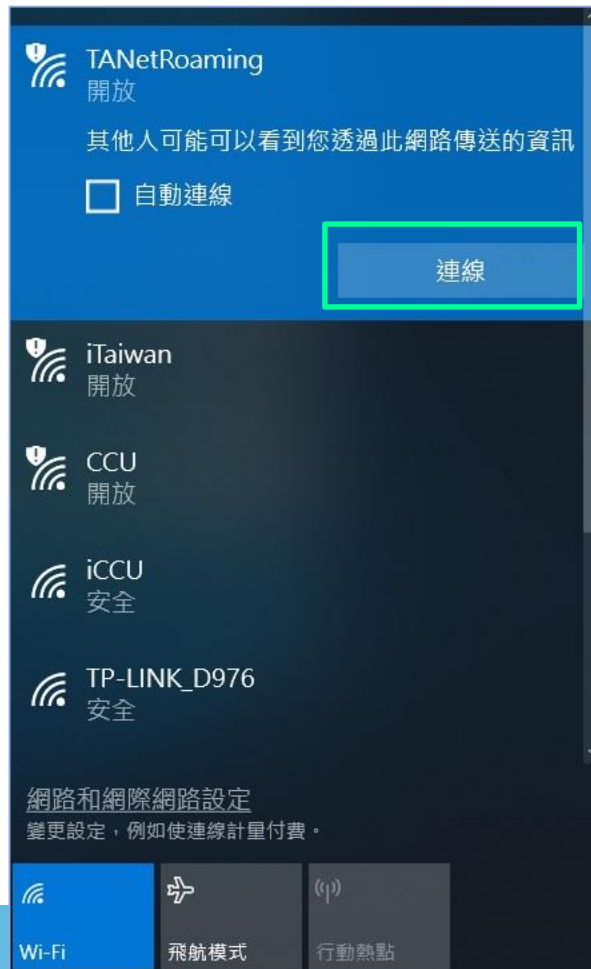 TANetRoaming
開放
其他人可能可以看到您透過此網路傳送的資訊
自動連線
連線
iTaiwan
開放
CCU
開放
iCCU
安全
TP-LINK_D976
安全
網路和網際網路設定
變更設定，例如使連線計量付費。
Wi-Fi
飛航模式
行動熱點